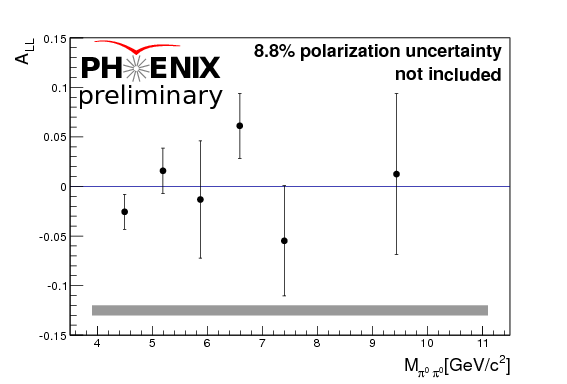 A_LL
0.15
0.1
0.05
0
-0.05
-0.1
-0.15
PHENIX
preliminary
8.8% polarization uncertainty
not included
4 5 6 7 8 9 10 11
M_π⁰ π⁰[GeV/c²]